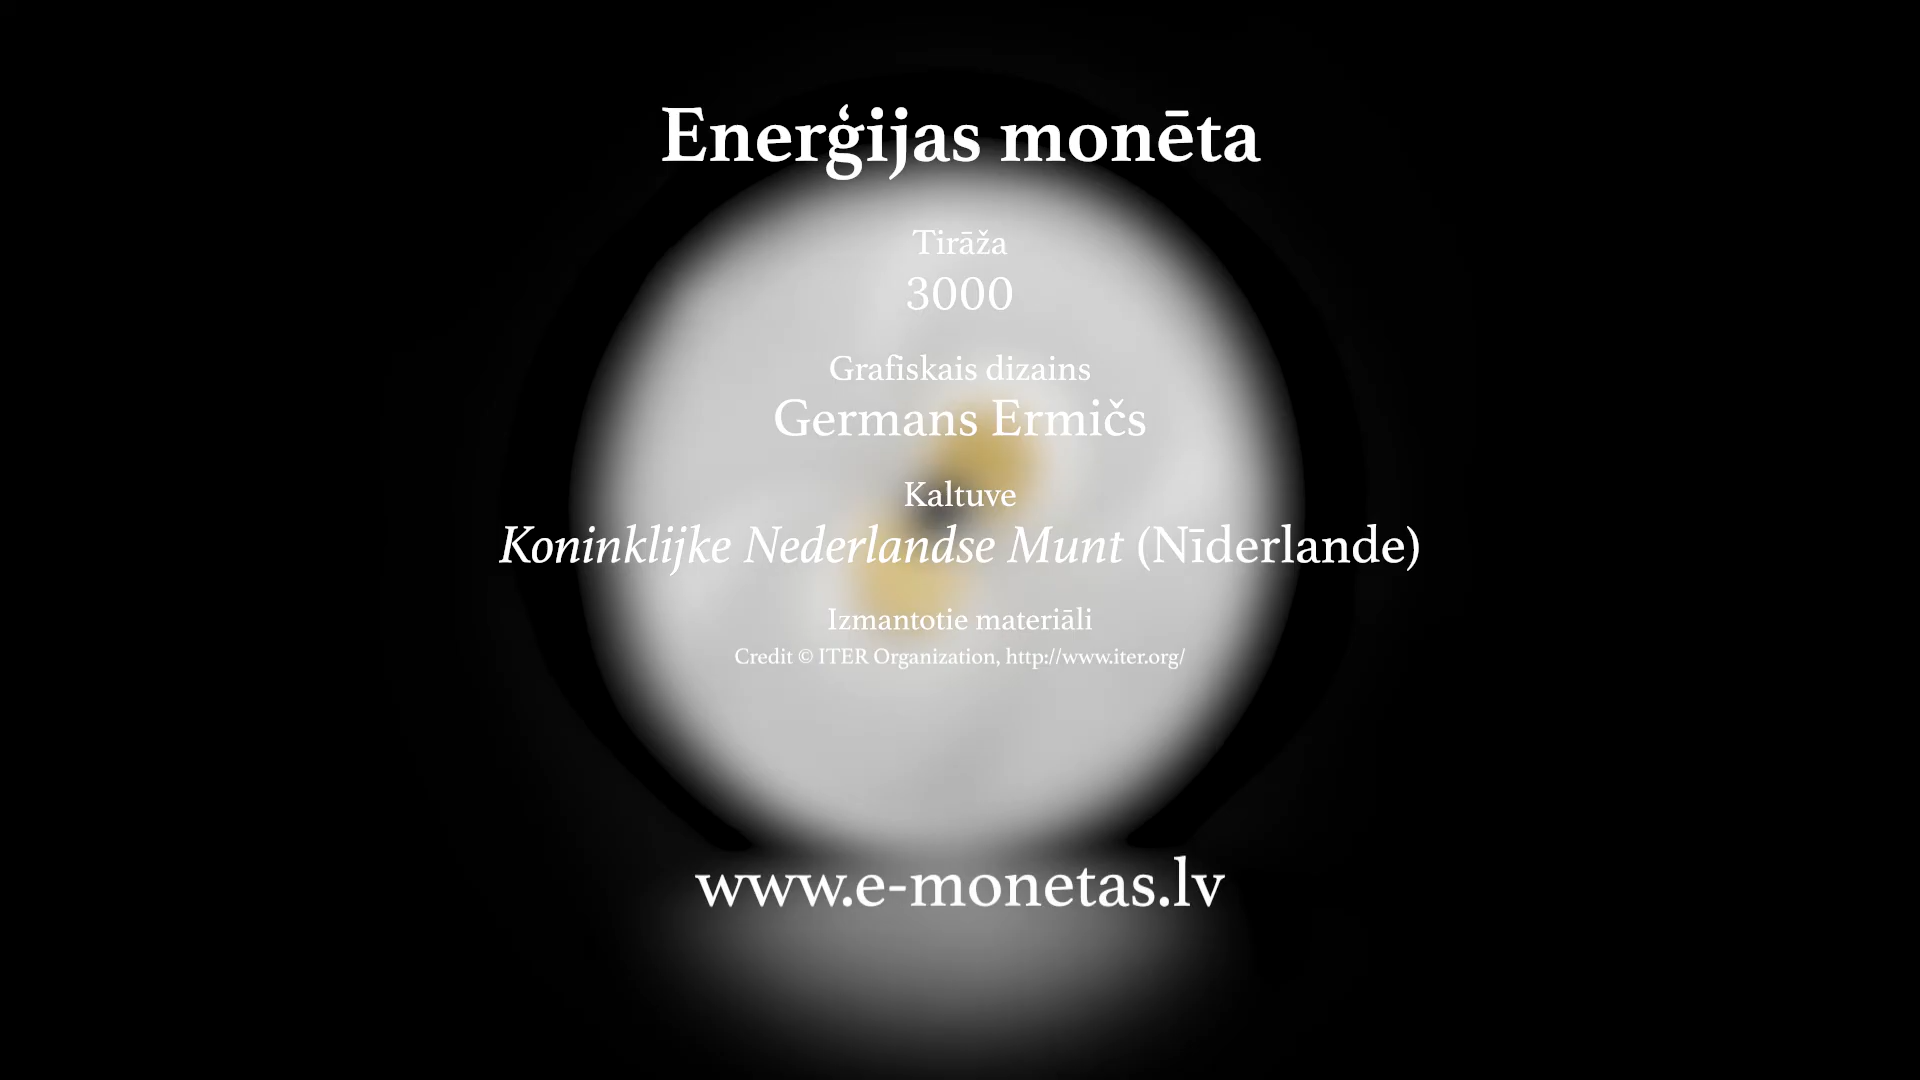 Enerģijas monēta
Tirāža
3000
Grafiskais dizains
Germans Ermičs
Kaltuve
Koninklijke Nederlandse Munt (Nīderlande)
Izmantotie materiāli
Credit © ITER Organization, http://www.iter.org/
www.e-monetas.lv